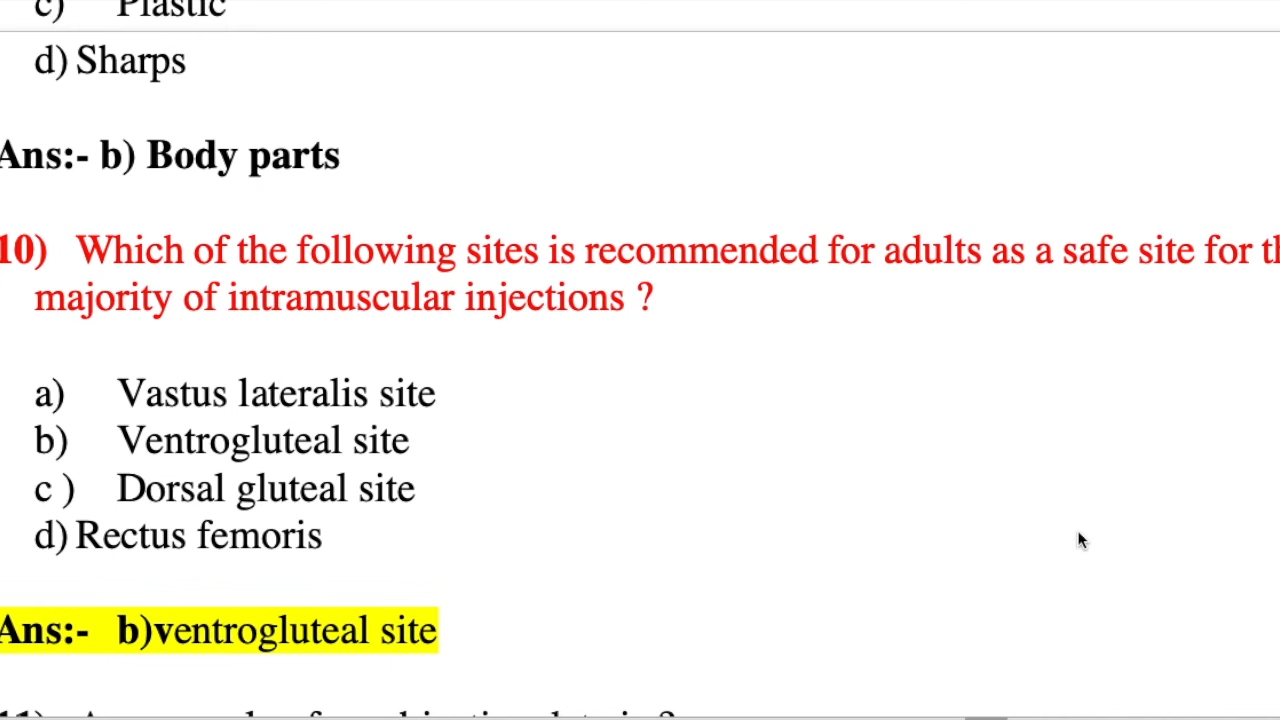 c) Plastic
d) Sharps
Ans:- b) Body parts
10) Which of the following sites is recommended for adults as a safe site for
majority of intramuscular injections ?
a) Vastus lateralis site
b) Ventrogluteal site
c ) Dorsal gluteal site
d) Rectus femoris
Ans:- b)ventrogluteal site